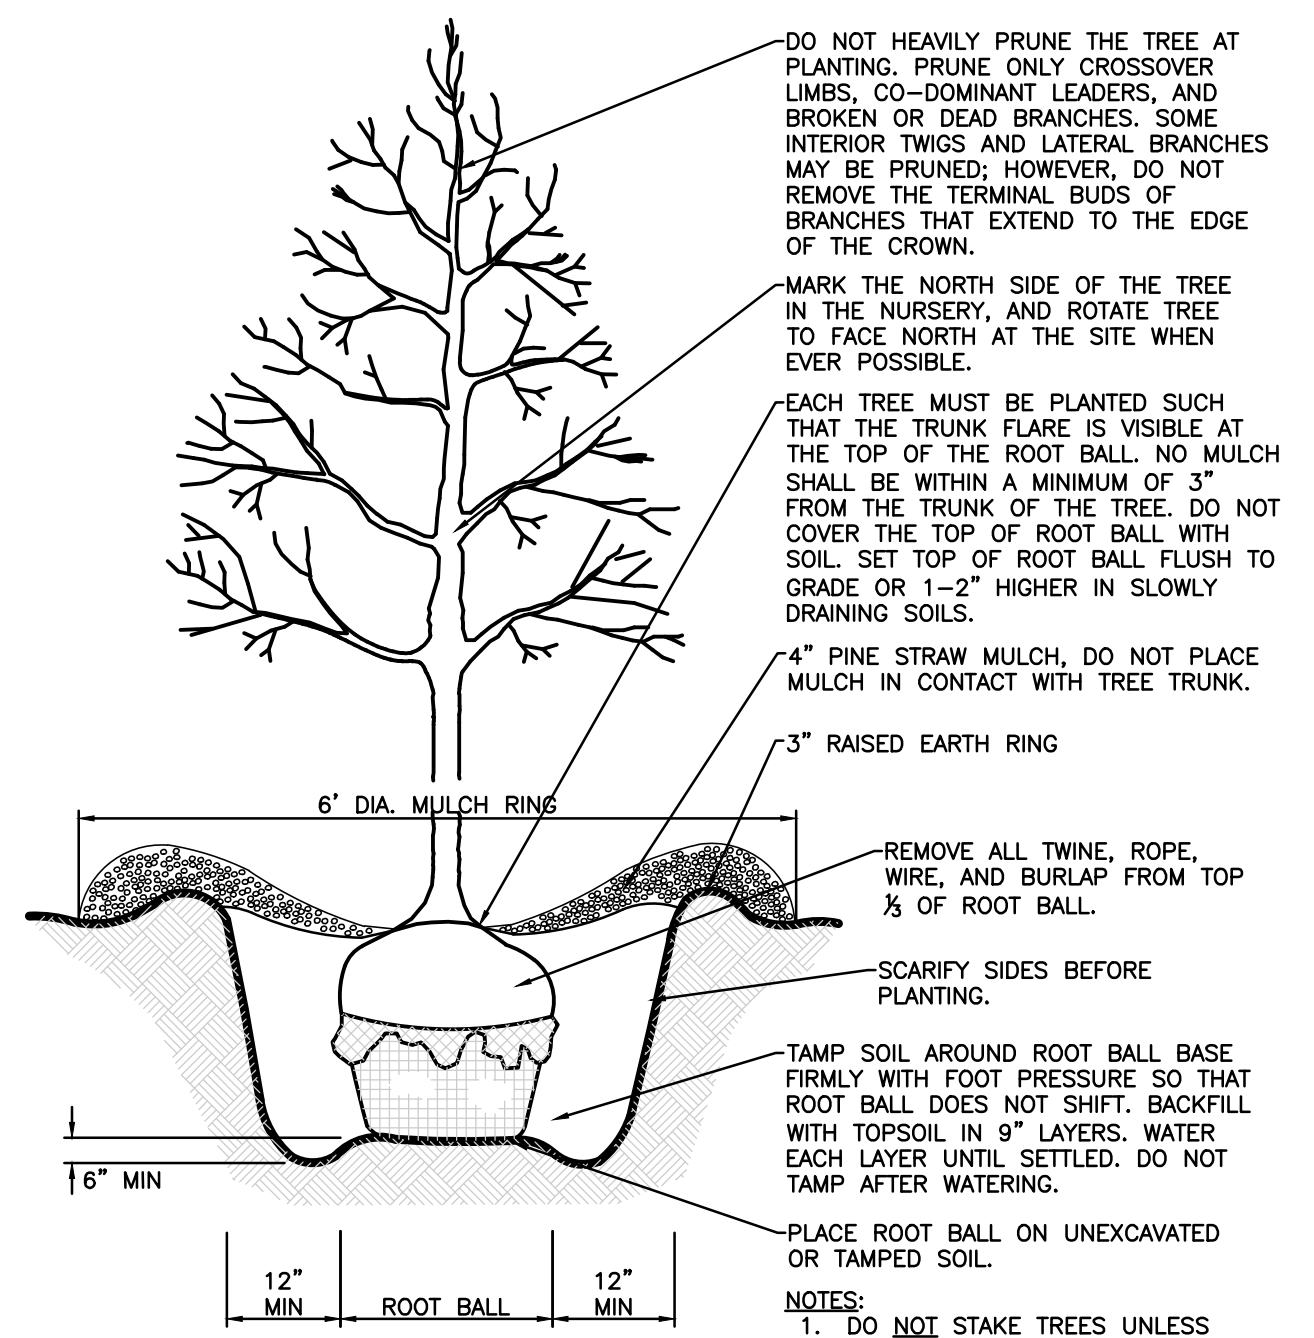 DO NOT HEAVILY PRUNE THE TREE AT
PLANTING. PRUNE ONLY CROSSOVER
LIMBS, CO-DOMINANT LEADERS, AND
BROKEN OR DEAD BRANCHES. SOME
INTERIOR TWIGS AND LATERAL BRANCHES
MAY BE PRUNED; HOWEVER, DO NOT
REMOVE THE TERMINAL BUDS OF
BRANCHES THAT EXTEND TO THE EDGE
OF THE CROWN.
MARK THE NORTH SIDE OF THE TREE
IN THE NURSERY, AND ROTATE TREE
TO FACE NORTH AT THE SITE WHEN
EVER POSSIBLE.
EACH TREE MUST BE PLANTED SUCH
THAT THE TRUNK FLARE IS VISIBLE AT
THE TOP OF THE ROOT BALL. NO MULCH
SHALL BE WITHIN A MINIMUM OF 3"
FROM THE TRUNK OF THE TREE. DO NOT
COVER THE TOP OF ROOT BALL WITH
SOIL. SET TOP OF ROOT BALL FLUSH TO
GRADE OR 1-2" HIGHER IN SLOWLY
DRAINING SOILS.
4" PINE STRAW MULCH, DO NOT PLACE
MULCH IN CONTACT WITH TREE TRUNK.
3" RAISED EARTH RING
6' DIA. MULCH RING
REMOVE ALL TWINE, ROPE,
WIRE, AND BURLAP FROM TOP
⅓ OF ROOT BALL.
SCARIFY SIDES BEFORE
PLANTING.
TAMP SOIL AROUND ROOT BALL BASE
FIRMLY WITH FOOT PRESSURE SO THAT
ROOT BALL DOES NOT SHIFT. BACKFILL
WITH TOPSOIL IN 9" LAYERS. WATER
EACH LAYER UNTIL SETTLED. DO NOT
TAMP AFTER WATERING.
6" MIN
PLACE ROOT BALL ON UNEXCAVATED
OR TAMPED SOIL.
12"
MIN
ROOT BALL
12"
MIN
NOTES:
1. DO NOT STAKE TREES UNLESS